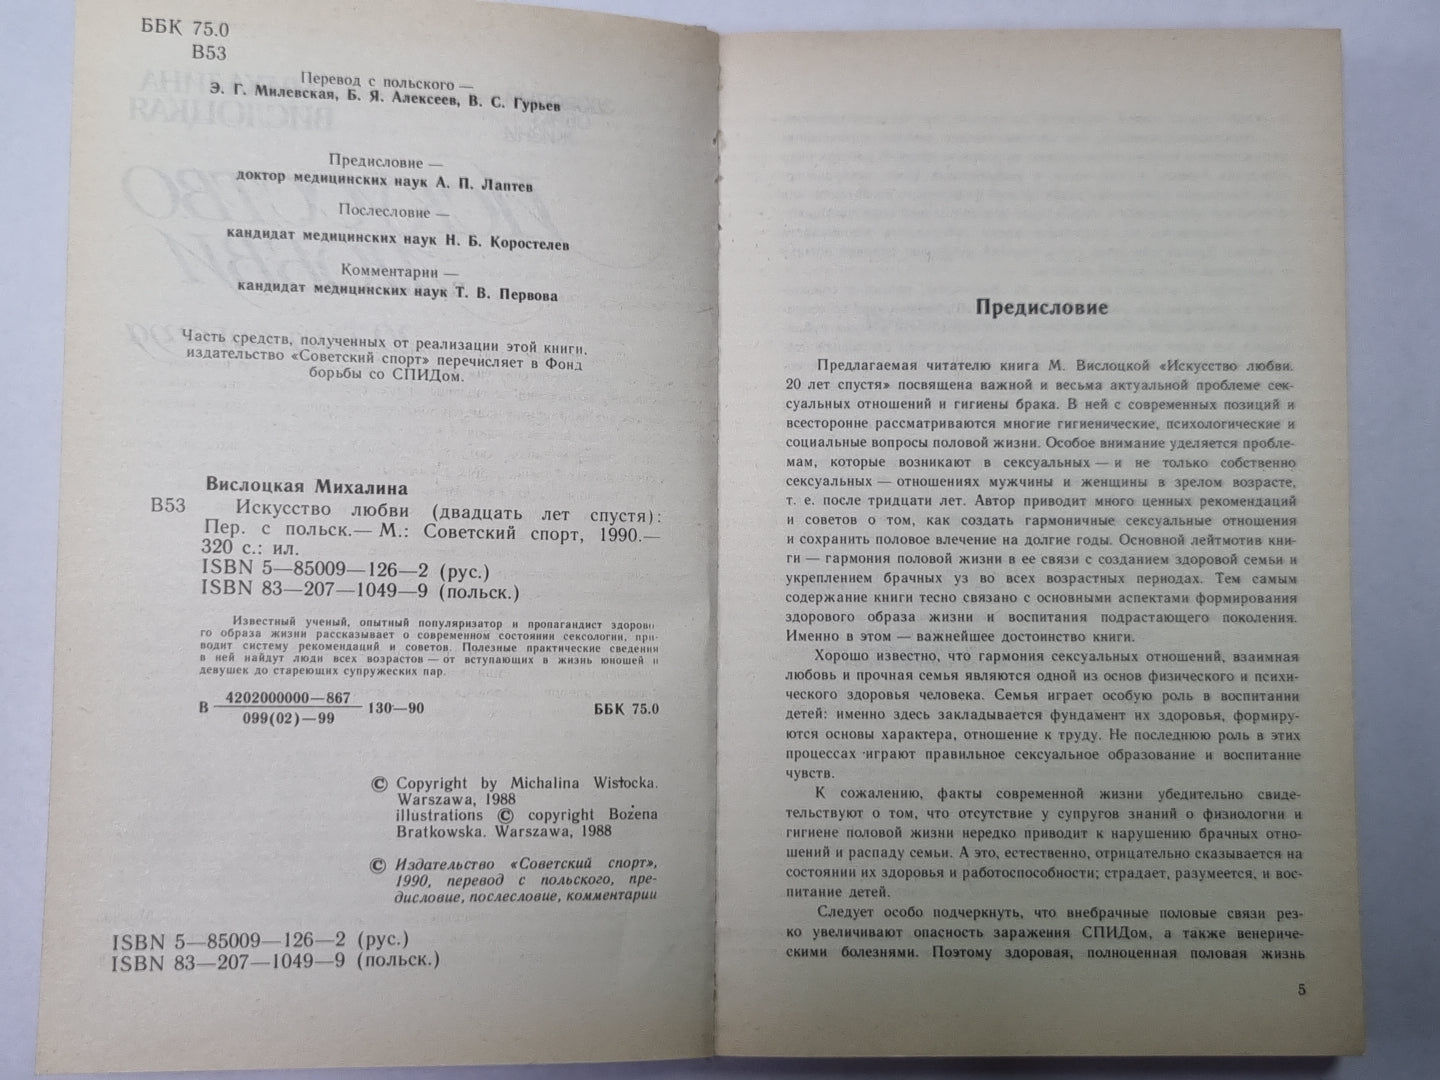 ББК 75.0
В53
Перевод с польского —
Э. Г. Милевская, Б. Я. Алексеев, В. С. Гурьев
Предисловие —
доктор медицинских наук А. П. Лаптев
Послесловие —
кандидат медицинских наук Н. Б. Коростелев
Комментарии —
кандидат медицинских наук Т. В. Первова
Часть средств, полученных от реализации этой книги,
издательство «Советский спорт» перечисляет в Фонд
борьбы со СПИДом.
Вислоцкая Михалина
В53 Искусство любви (двадцать лет спустя):
Пер. с польск.— М.: Советский спорт, 1990.—
320 с.: ил.
ISBN 5—85009—126—2 (рус.)
ISBN 83—207—1049—9 (польск.)
Известный ученый, опытный популяризатор и пропагандист здорово-
го образа жизни рассказывает о современном состоянии сексологии, при-
водит систему рекомендаций и советов. Полезные практические сведения
в ней найдут люди всех возрастов — от вступающих в жизнь юношей и
девушек до стареющих супружеских пар.
4202000000—867
В 130—90 ББК 75.0
099(02)—99
© Copyright by Michalina Wisłocka.
Warszawa, 1988
illustrations © copyright Bożena
Bratkowska. Warszawa, 1988
© Издательство «Советский спорт»,
1990, перевод с польского, пре-
дисловие, послесловие, комментарии
ISBN 5—85009—126—2 (рус.)
ISBN 83—207—1049—9 (польск.)
Предисловие
Предлагаемая читателю книга М. Вислоцкой «Искусство любви.
20 лет спустя» посвящена важной и весьма актуальной проблеме сек-
суальных отношений и гигиены брака. В ней с современных позиций и
всесторонне рассматриваются многие гигиенические, психологические и
социальные вопросы половой жизни. Особое внимание уделяется пробле-
мам, которые возникают в сексуальных — и не только собственно
сексуальных — отношениях мужчины и женщины в зрелом возрасте,
т. е. после тридцати лет. Автор приводит много ценных рекомендаций
и советов о том, как создать гармоничные сексуальные отношения
и сохранить половое влечение на долгие годы. Основной лейтмотив кни-
ги — гармония половой жизни в ее связи с созданием здоровой семьи и
укреплением брачных уз во всех возрастных периодах. Тем самым
содержание книги тесно связано с основными аспектами формирования
здорового образа жизни и воспитания подрастающего поколения.
Именно в этом — важнейшее достоинство книги.
Хорошо известно, что гармония сексуальных отношений, взаимная
любовь и прочная семья являются одной из основ физического и психи-
ческого здоровья человека. Семья играет особую роль в воспитании
детей: именно здесь закладывается фундамент их здоровья, формиру-
ются основы характера, отношение к труду. Не последнюю роль в этих
процессах играют правильное сексуальное образование и воспитание
чувств.
К сожалению, факты современной жизни убедительно свиде-
тельствуют о том, что отсутствие у супругов знаний о физиологии и
гигиене половой жизни нередко приводит к нарушению брачных отно-
шений и распаду семьи. А это, естественно, отрицательно сказывается на
состоянии их здоровья и работоспособности; страдает, разумеется, и вос-
питание детей.
Следует особо подчеркнуть, что внебрачные половые связи рез-
ко увеличивают опасность заражения СПИДом, а также венериче-
скими болезнями. Поэтому здоровая, полноценная половая жизнь
5